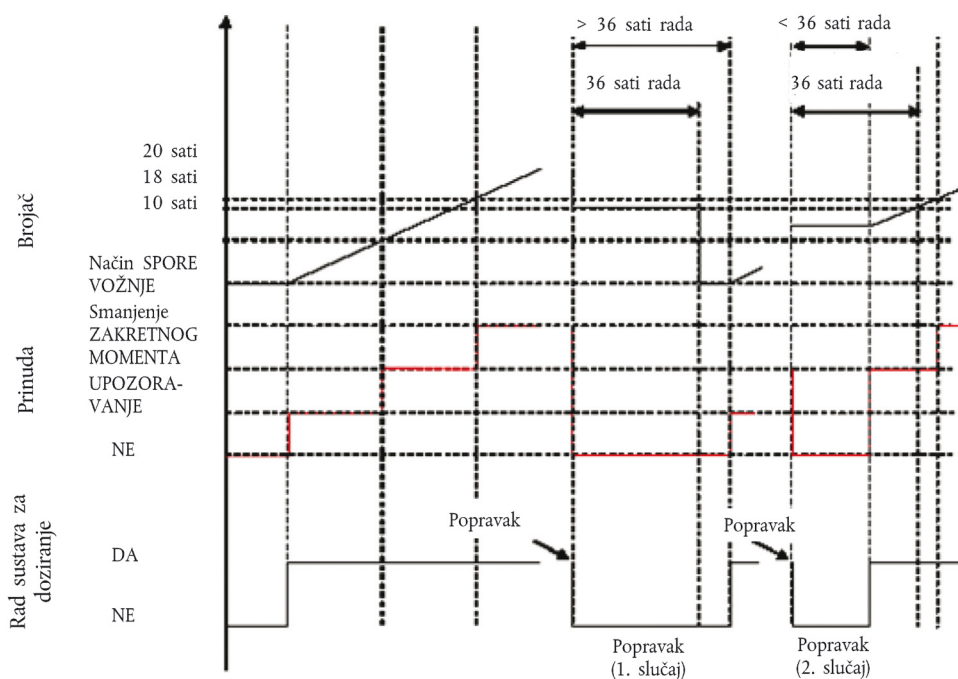 > 36 sati rada
< 36 sati rada
36 sati rada
36 sati rada
Brojač
20 sati
18 sati
10 sati
Način SPORE
VOŽNJE
Prinuda
Smanjenje
ZAKRETNOG
MOMENTA
UPOZORA-
VANJE
NE
Rad sustava za
doziranje
DA
NE
Popravak
Popravak
Popravak
(1. slučaj)
Popravak
(2. slučaj)